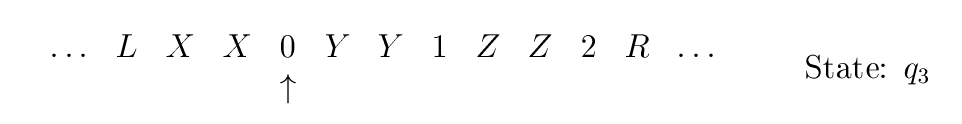 … L X X 0 Y Y 1 Z Z 2 R …
↑
State: q₃